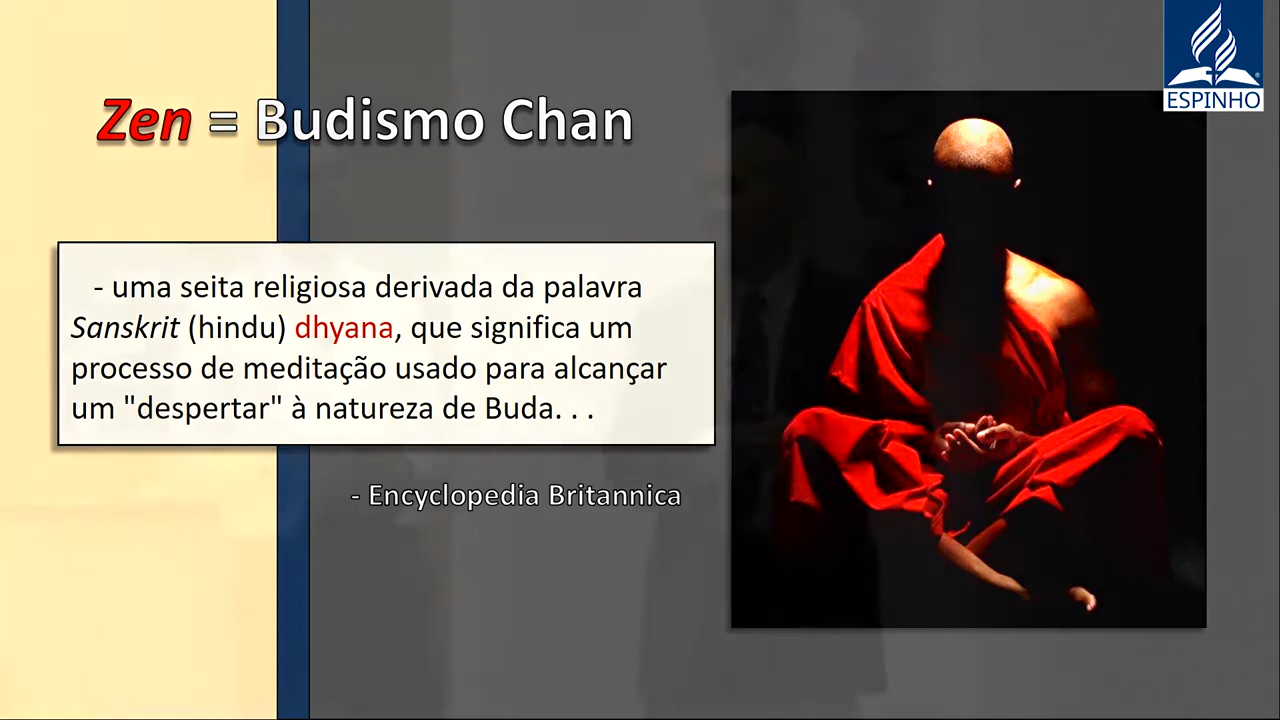 ESPINHO
Zen = Budismo Chan
- uma seita religiosa derivada da palavra
Sanskrit (hindu) dhyana, que significa um
processo de meditação usado para alcançar
um "despertar" à natureza de Buda. . .
- Encyclopedia Britannica